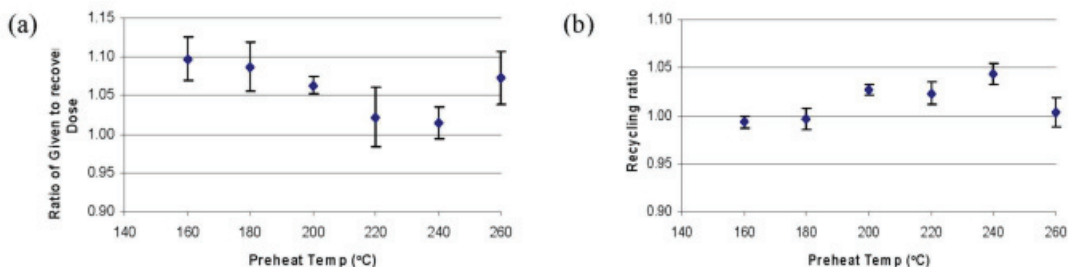 (a)
Ratio of Given to recover
Dose
1.15
1.10
1.05
1.00
0.95
0.90
140 160 180 200 220 240 260
Preheat Temp (ºC)
(b)
Recycling ratio
1.10
1.05
1.00
0.95
0.90
140 160 180 200 220 240 260
Preheat Temp (ºC)